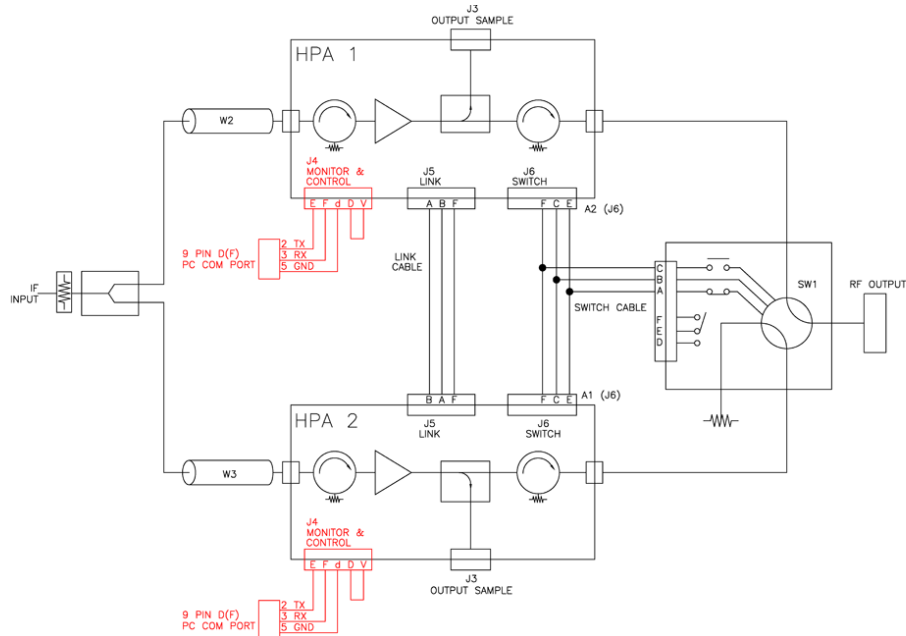 J3
OUTPUT SAMPLE
HPA 1
W2
J4
MONITOR &
CONTROL
E F d D V
J5
LINK
A B F
J6
SWITCH
F C E
A2 (J6)
9 PIN D(F)
PC COM PORT
2 TX
3 RX
5 GND
IF
INPUT
LINK
CABLE
SWITCH CABLE
C
B
A
F
E
D
SW1
RF OUTPUT
B A F
J5
LINK
F C E
J6
SWITCH
A1 (J6)
HPA 2
W3
J4
MONITOR &
CONTROL
E F d D V
J3
OUTPUT SAMPLE
9 PIN D(F)
PC COM PORT
2 TX
3 RX
5 GND